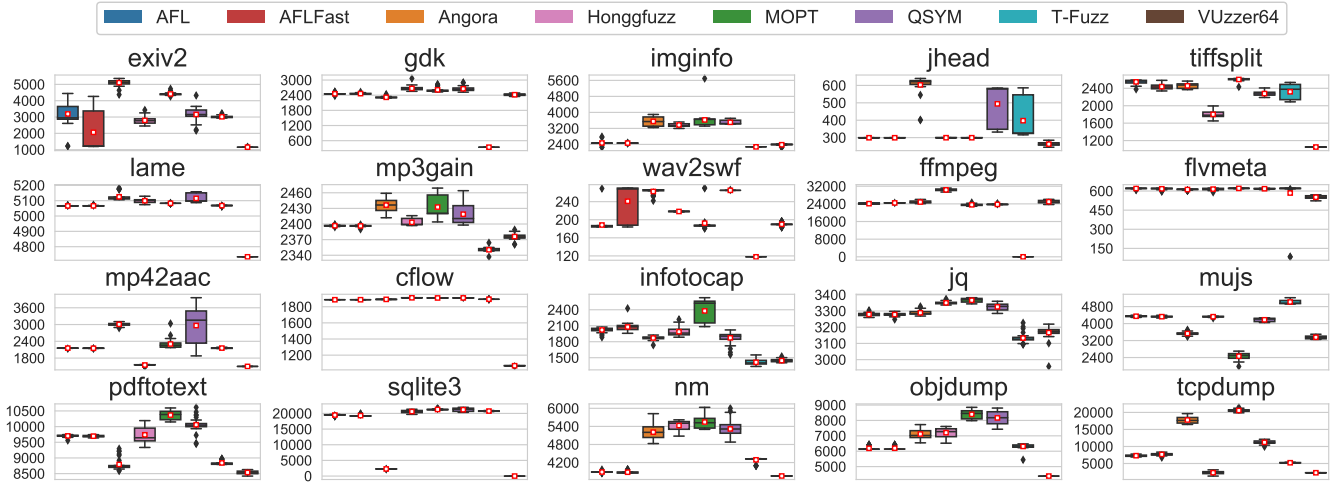 AFL AFLFast Angora Honggfuzz MOPT QSYM T-Fuzz VUzzer64
exiv2 gdk imginfo jhead tiffsplit
5000 4000 3000 2000 1000
3000 2400 1800 1200 600
5600 4800 4000 3200 2400
600 500 400 300
2400 2000 1600 1200
lame mp3gain wav2swf ffmpeg flvmeta
5200 5100 5000 4900 4800
2460 2430 2400 2370 2340
240 200 160 120
32000 24000 16000 8000 0
600 450 300 150
mp42aac cflow infotocap jq mujs
3600 3000 2400 1800
1800 1600 1400 1200
2400 2100 1800 1500
3400 3300 3200 3100 3000
4800 4000 3200 2400
pdftotext sqlite3 nm objdump tcpdump
10500 10000 9500 9000 8500
20000 15000 10000 5000 0
6000 5400 4800 4200
9000 8000 7000 6000 5000
20000 15000 10000 5000